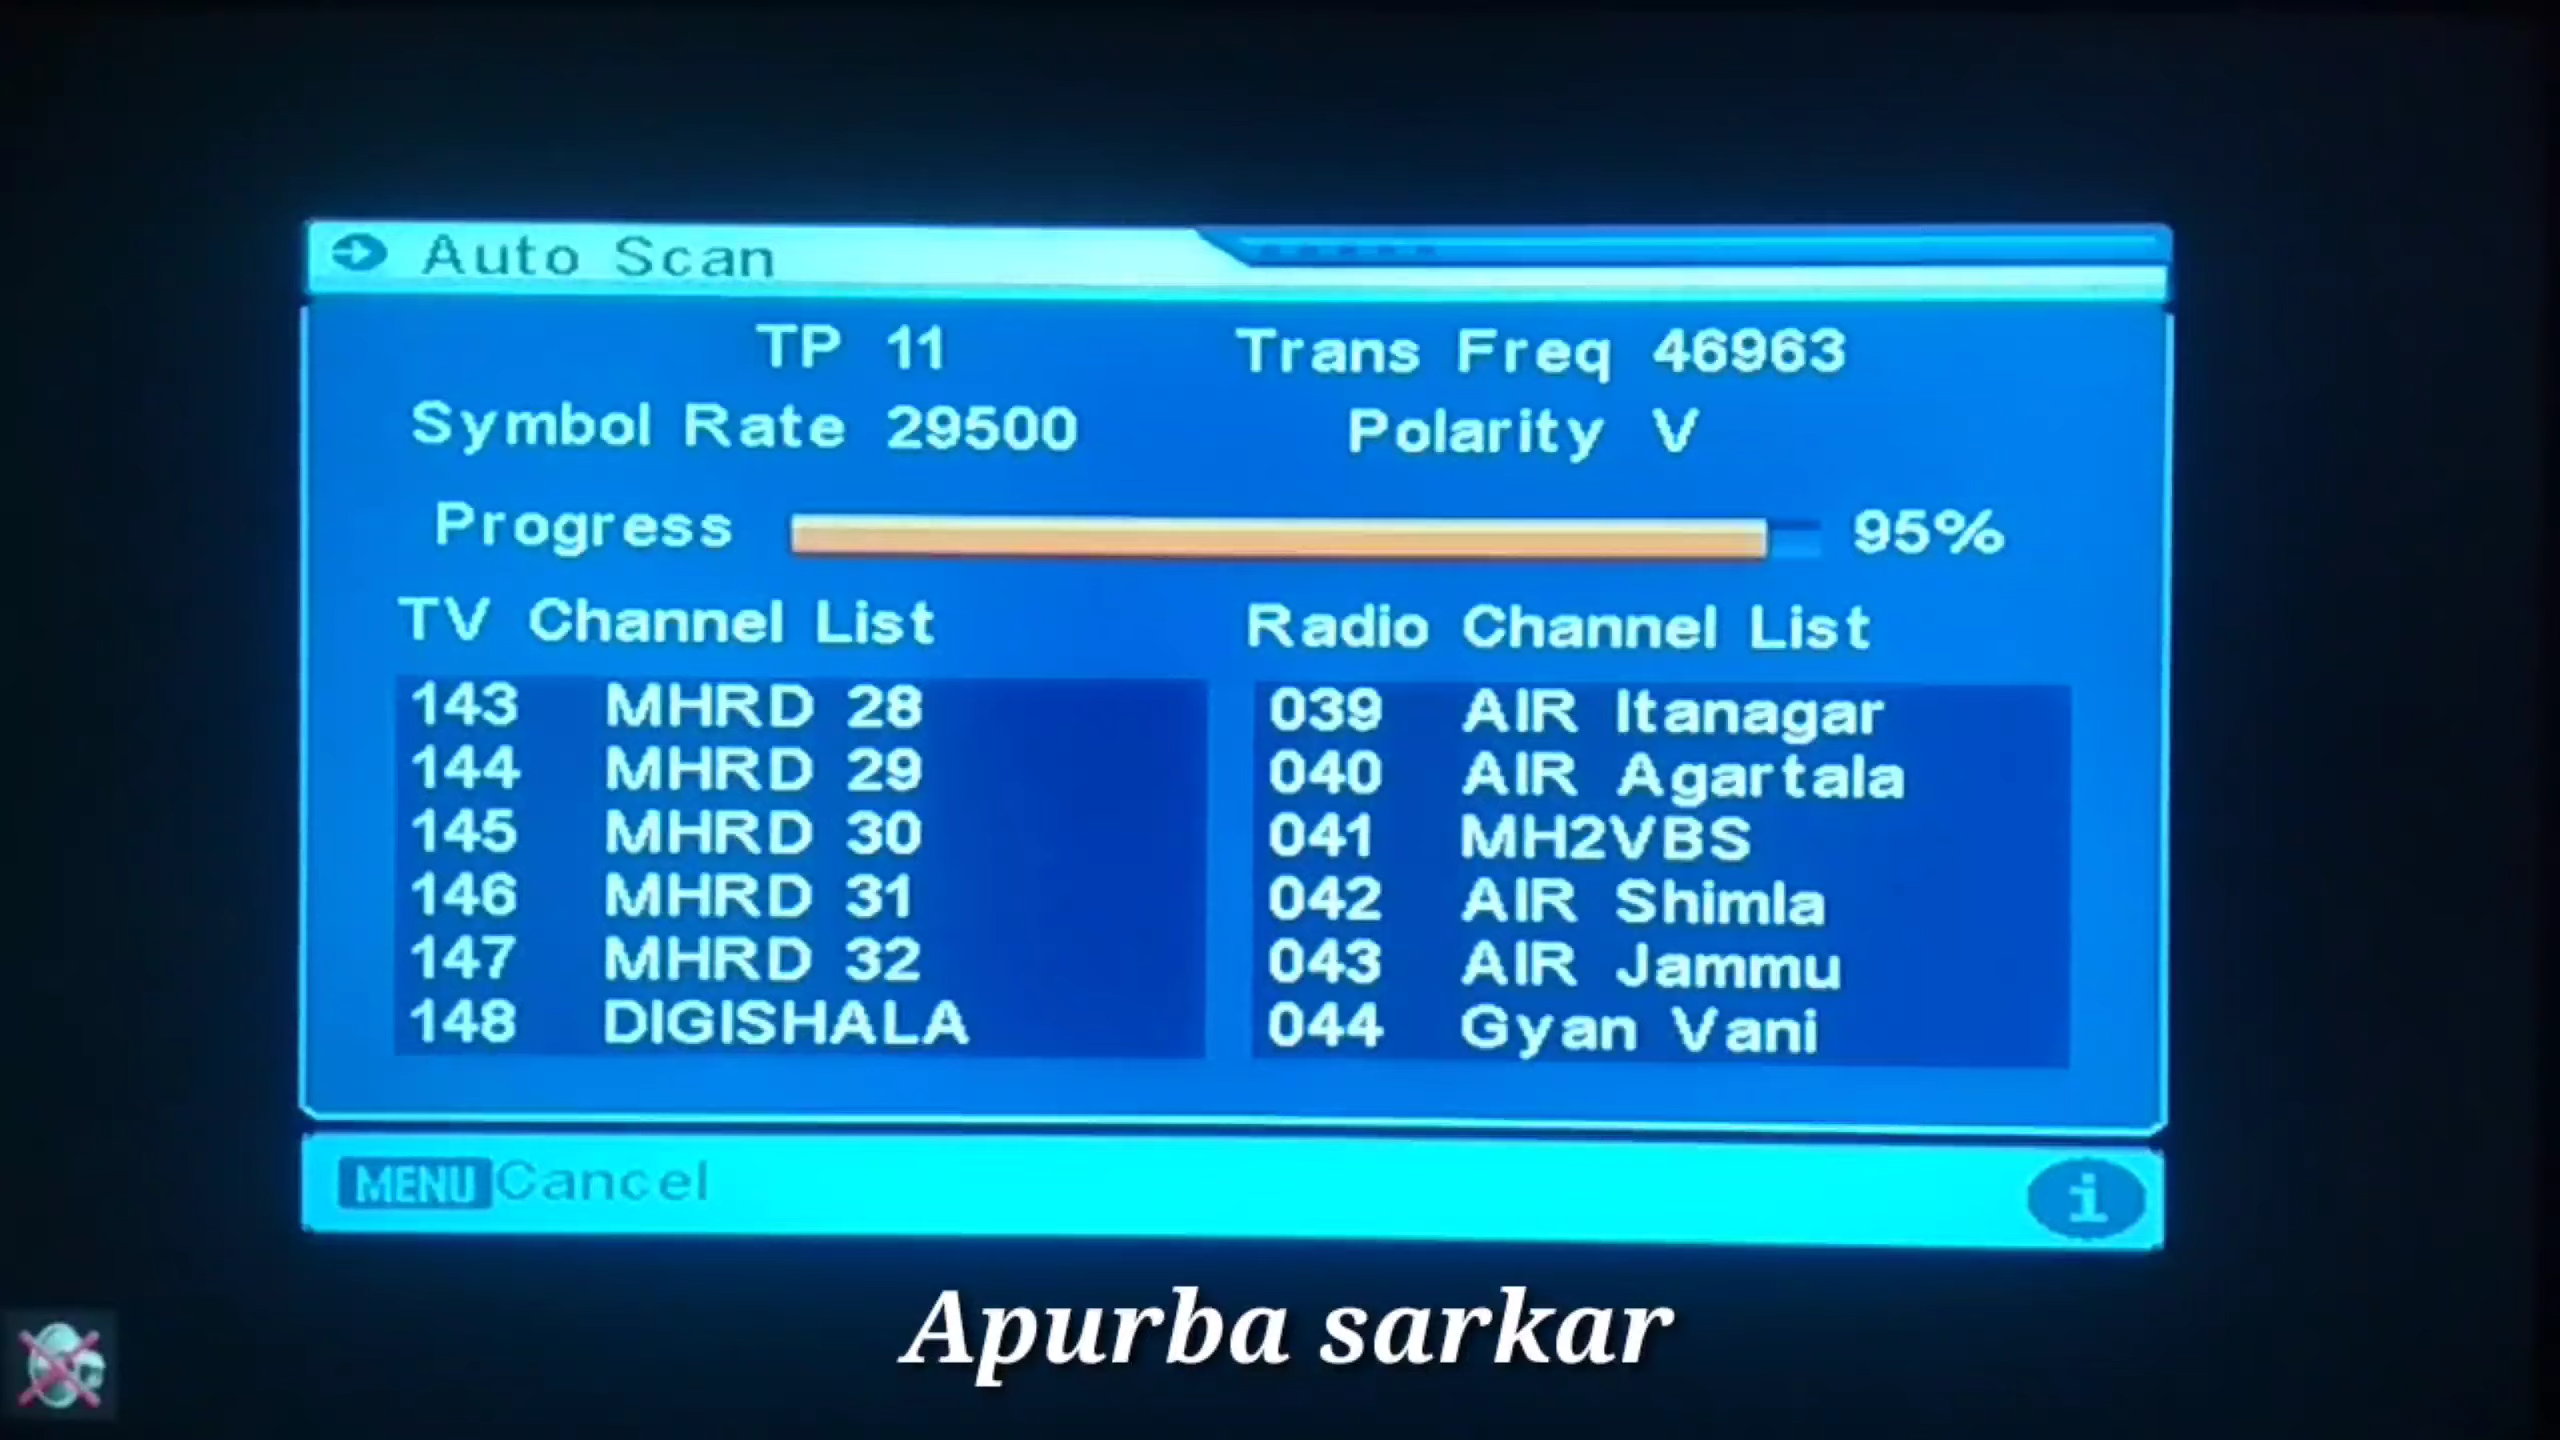 Auto Scan
TP 11 Trans Freq 46963
Symbol Rate 29500 Polarity V
Progress 95%
TV Channel List Radio Channel List
143 MHRD 28 039 AIR Itanagar
144 MHRD 29 040 AIR Agartala
145 MHRD 30 041 MH2VBS
146 MHRD 31 042 AIR Shimla
147 MHRD 32 043 AIR Jammu
148 DIGISHALA 044 Gyan Vani
MENU Cancel i
Apurba sarkar